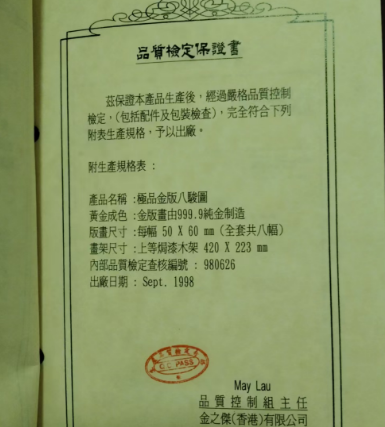 品質檢定保證書
茲保證本產品生產後，經過嚴格品質控制
檢定，(包括配件及包裝檢查)，完全符合下列
附表生產規格，予以出廠。
附生產規格表 :
產品名稱 :極品金版八駿圖
黃金成色 :金版畫由999.9純金制造
版畫尺寸 :每幅 50 X 60 mm (全套共八幅)
畫架尺寸 :上等焗漆木架 420 X 223 mm
內部品質檢定查核編號 : 980626
出廠日期 : Sept. 1998
PASS
May Lau
品質控制組主任
金之傑(香港)有限公司